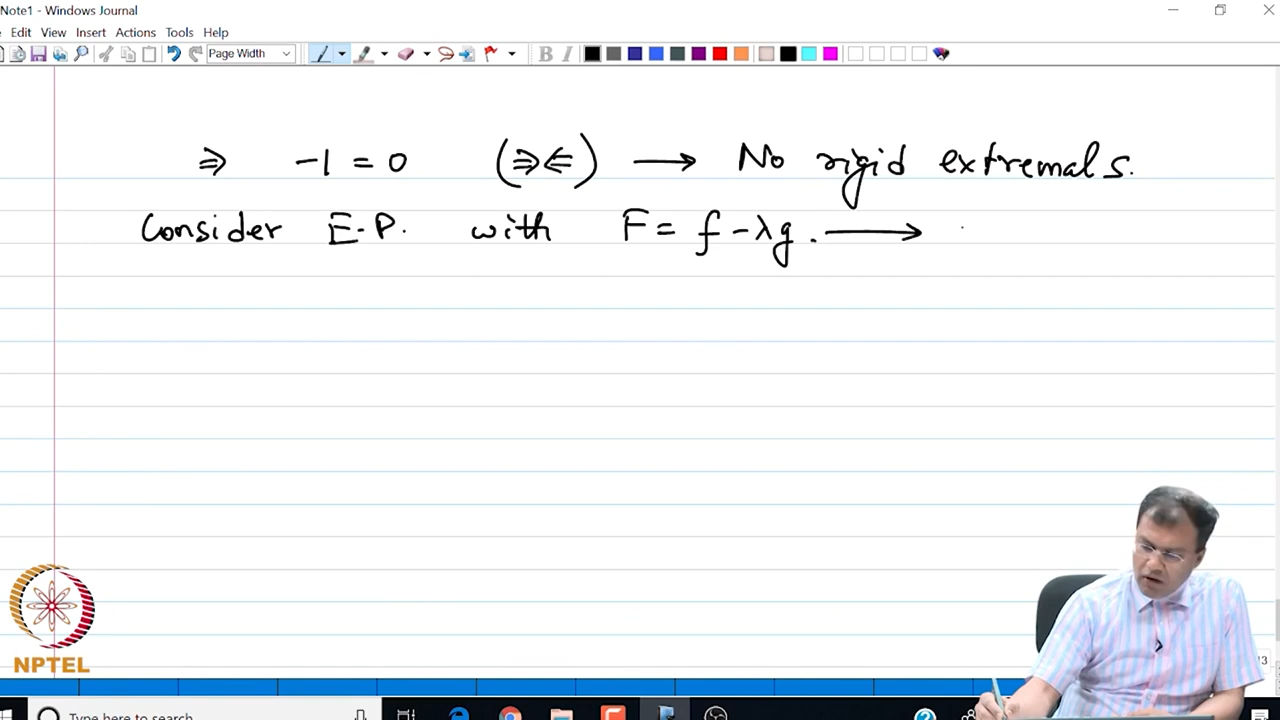 Note1 - Windows Journal
Edit View Insert Actions Tools Help
Page Width B I
⇒ -1 = 0 (⇒⇐) ⟶ No rigid extremals.
Consider E.P. with F = f - λg. ⟶
NPTEL
13
Type here to search